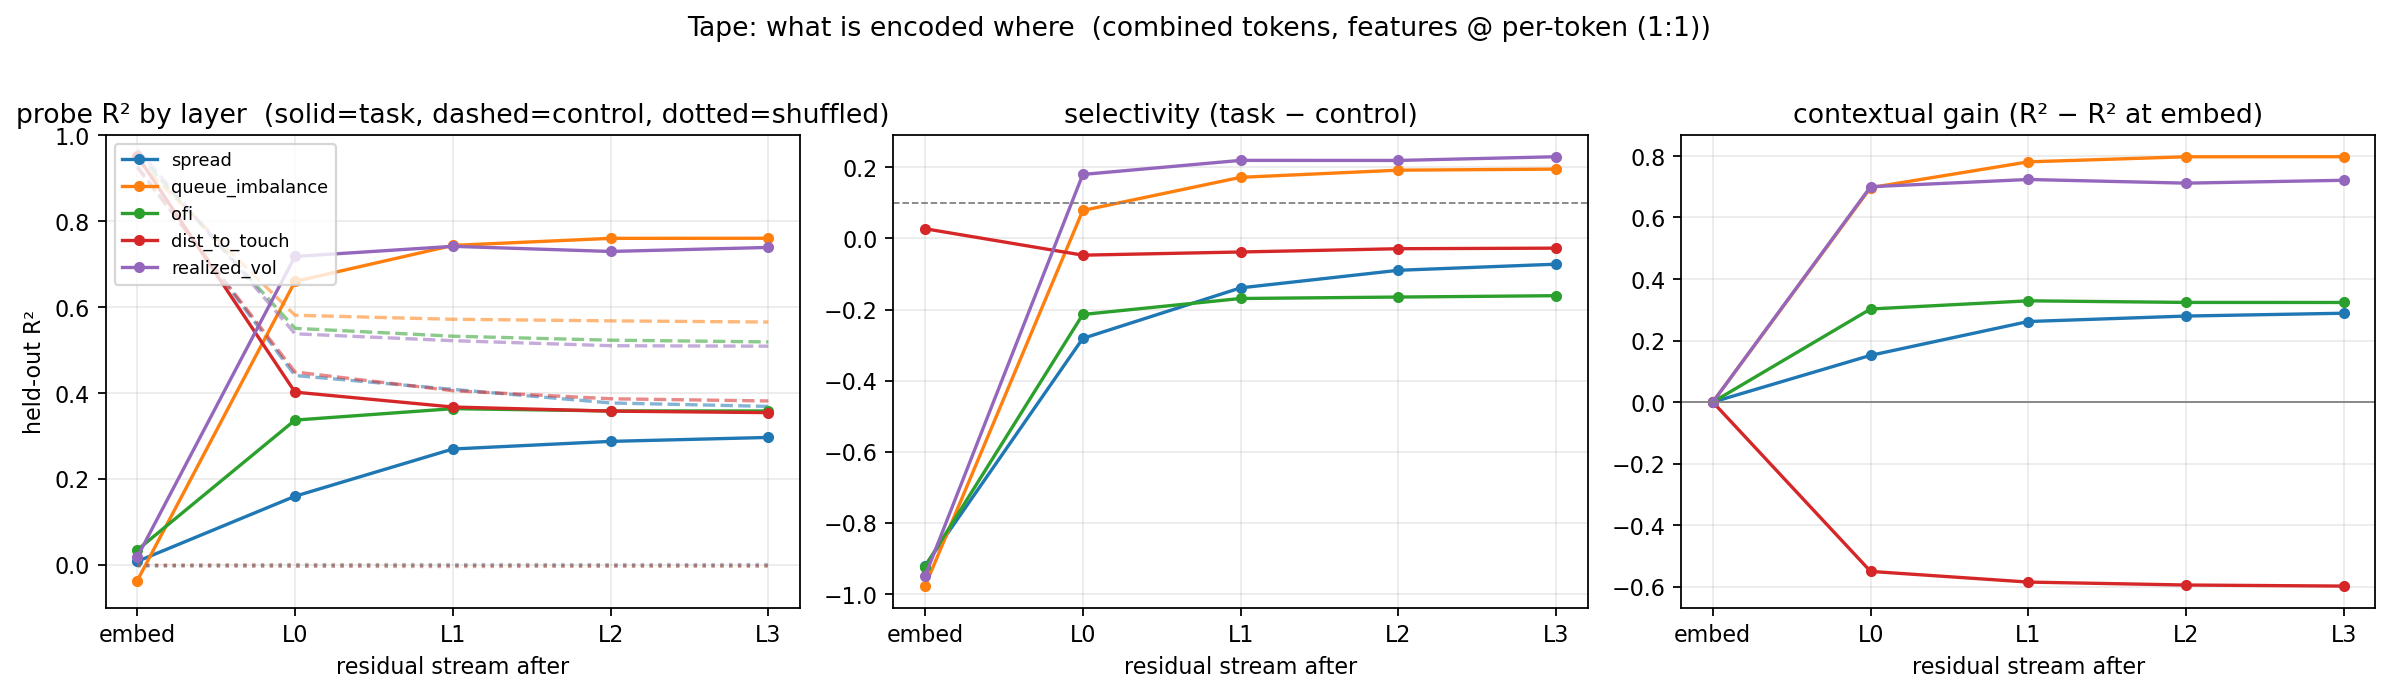 Tape: what is encoded where  (combined tokens, features @ per-token (1:1))
probe R² by layer  (solid=task, dashed=control, dotted=shuffled)
1.0
0.8
0.6
0.4
0.2
0.0
held-out R²
spread
queue_imbalance
ofi
dist_to_touch
realized_vol
embed L0 L1 L2 L3
residual stream after
selectivity (task − control)
0.2
0.0
−0.2
−0.4
−0.6
−0.8
−1.0
embed L0 L1 L2 L3
residual stream after
contextual gain (R² − R² at embed)
0.8
0.6
0.4
0.2
0.0
−0.2
−0.4
−0.6
embed L0 L1 L2 L3
residual stream after